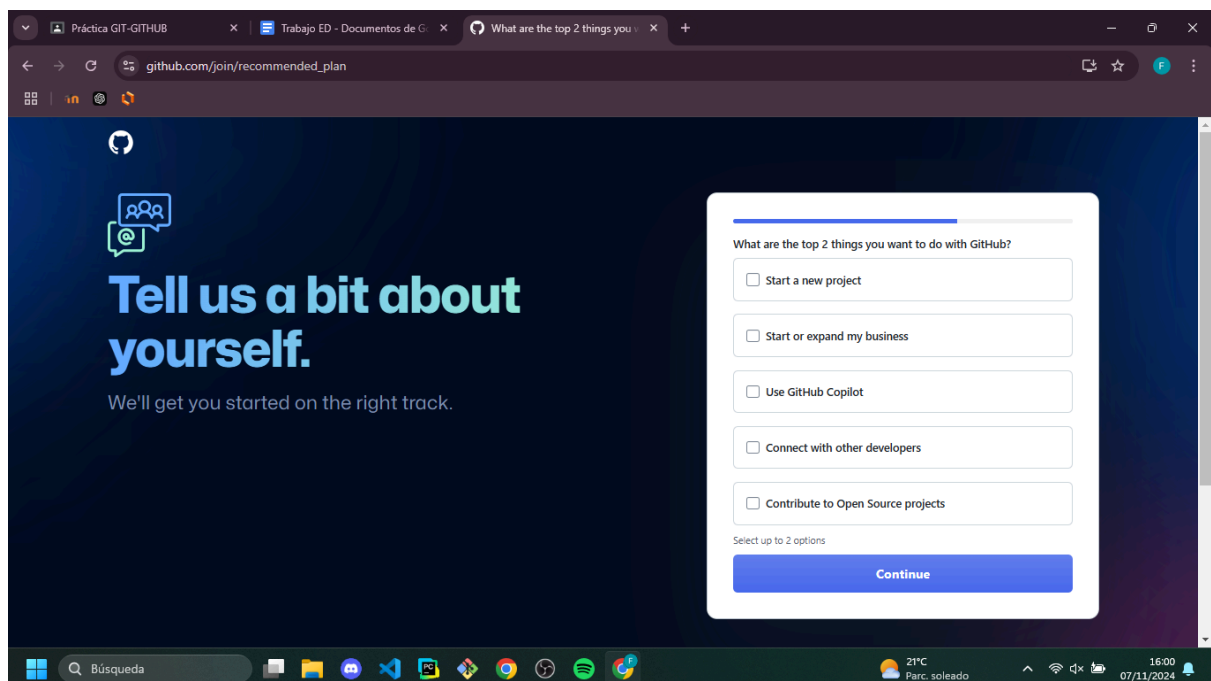 Práctica GIT-GITHUB
Trabajo ED - Documentos de G
What are the top 2 things you
github.com/join/recommended_plan
F
@
Tell us a bit about
yourself.
We'll get you started on the right track.
What are the top 2 things you want to do with GitHub?
Start a new project
Start or expand my business
Use GitHub Copilot
Connect with other developers
Contribute to Open Source projects
Select up to 2 options
Continue
Búsqueda
PC
F
21°C
Parc. soleado
16:00
07/11/2024